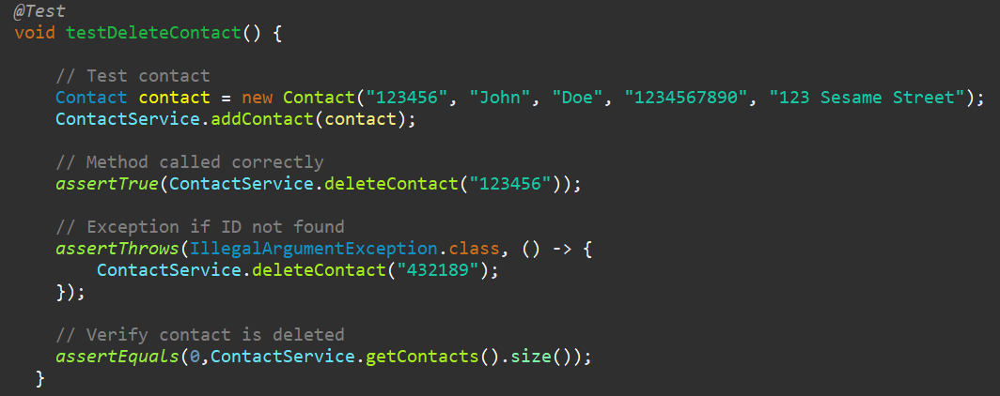 @Test
void testDeleteContact() {
// Test contact
Contact contact = new Contact("123456", "John", "Doe", "1234567890", "123 Sesame Street");
ContactService.addContact(contact);
// Method called correctly
assertTrue(ContactService.deleteContact("123456"));
// Exception if ID not found
assertThrows(IllegalArgumentException.class, () -> {
ContactService.deleteContact("432189");
});
// Verify contact is deleted
assertEquals(0,ContactService.getContacts().size());
}